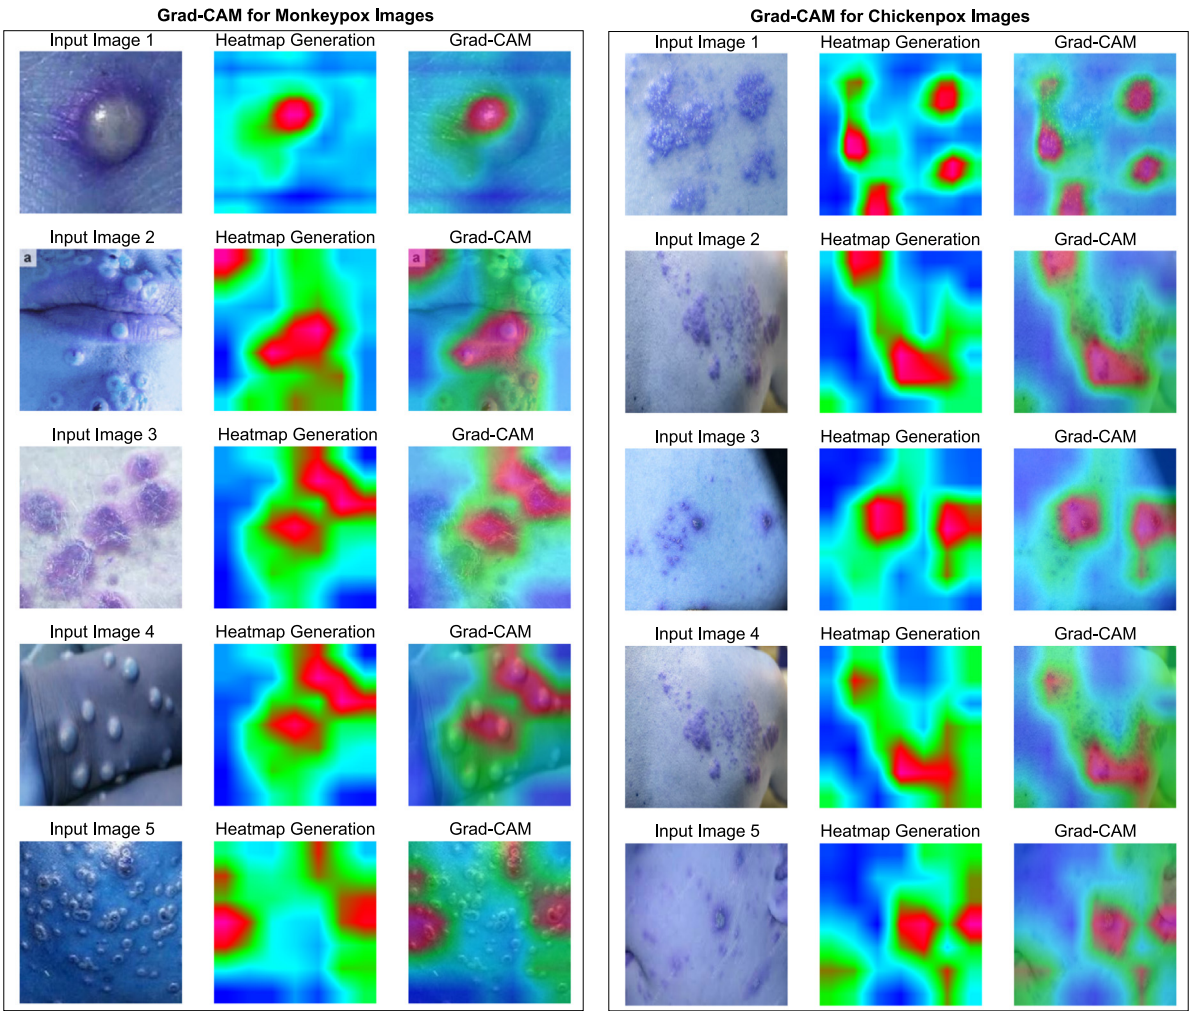 Grad-CAM for Monkeypox Images
Input Image 1 Heatmap Generation Grad-CAM
Input Image 2 Heatmap Generation Grad-CAM
a a
Input Image 3 Heatmap Generation Grad-CAM
Input Image 4 Heatmap Generation Grad-CAM
Input Image 5 Heatmap Generation Grad-CAM
Grad-CAM for Chickenpox Images
Input Image 1 Heatmap Generation Grad-CAM
Input Image 2 Heatmap Generation Grad-CAM
Input Image 3 Heatmap Generation Grad-CAM
Input Image 4 Heatmap Generation Grad-CAM
Input Image 5 Heatmap Generation Grad-CAM